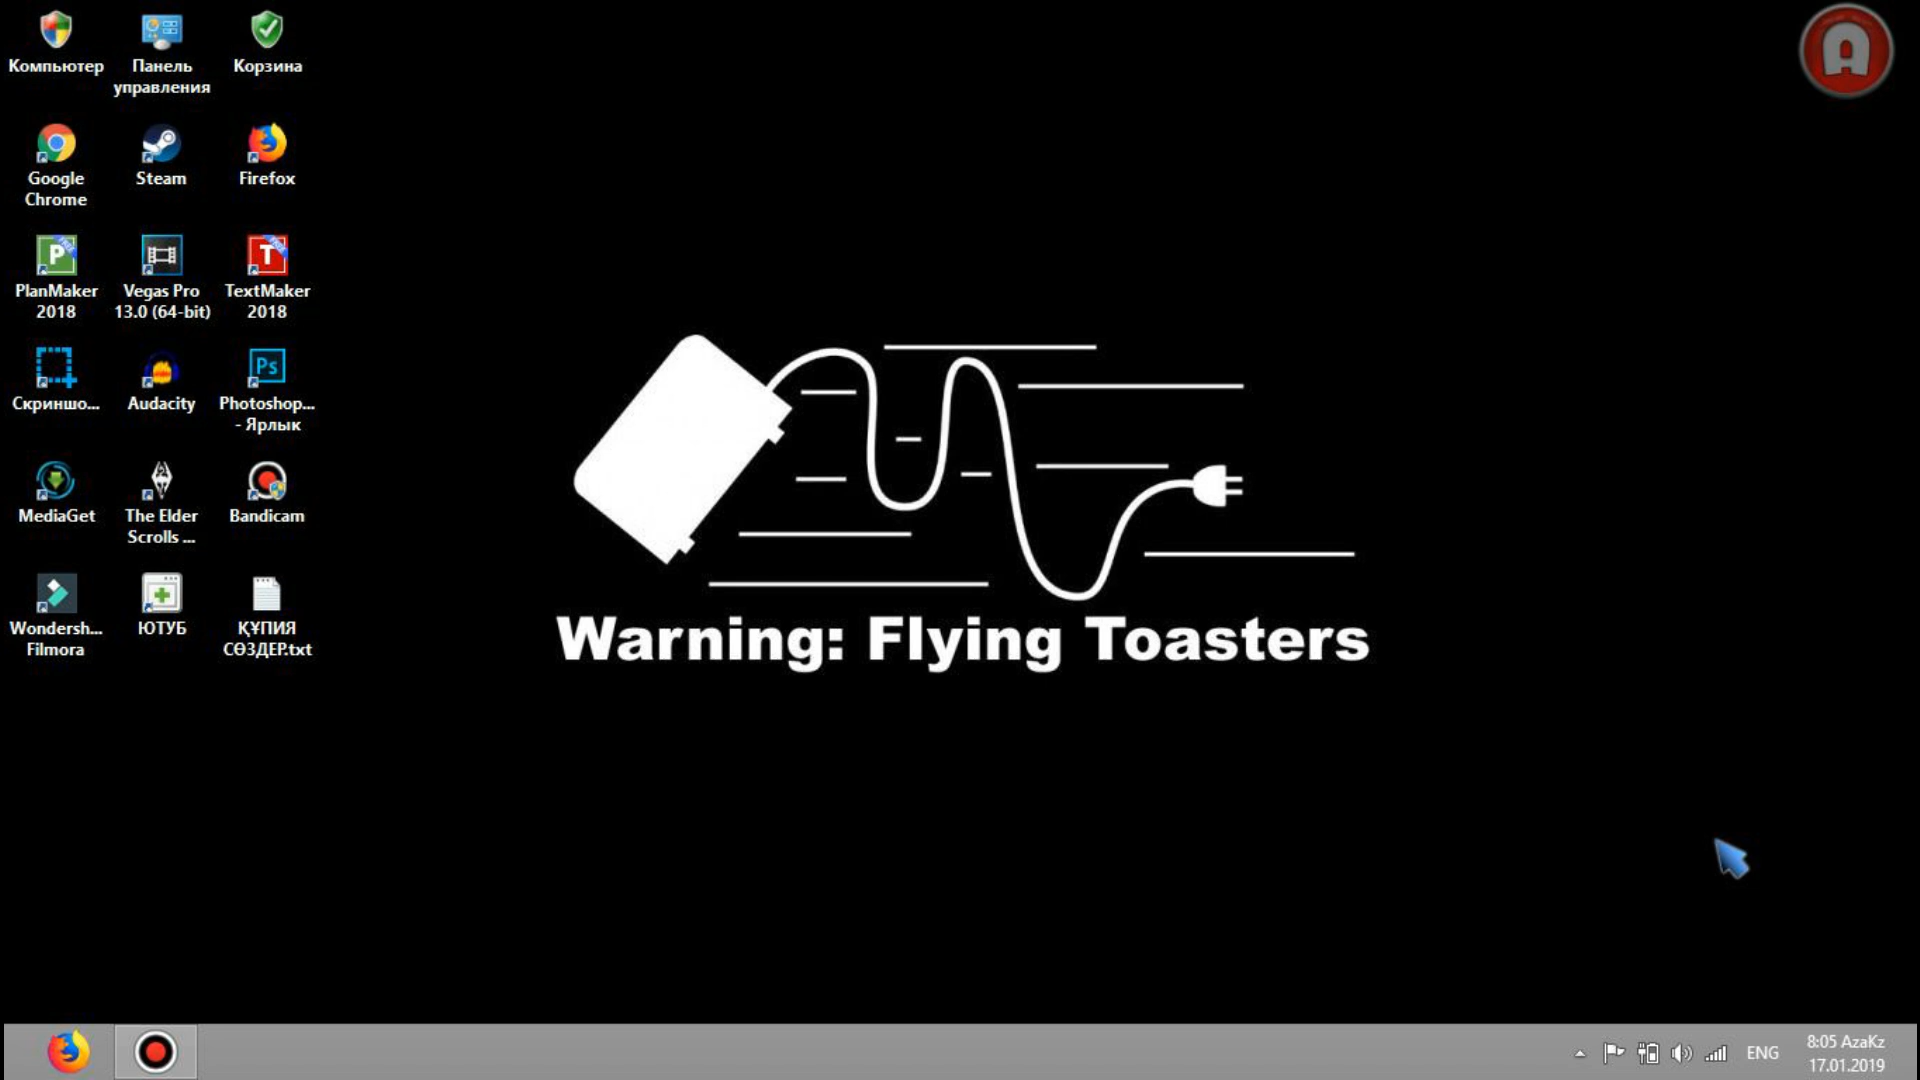 Компьютер
Панель
управления
Корзина
Google
Chrome
Steam
Firefox
PlanMaker
2018
Vegas Pro
13.0 (64-bit)
TextMaker
2018
Скриншо...
Audacity
Photoshop...
- Ярлык
MediaGet
The Elder
Scrolls ...
Bandicam
Wondersh...
Filmora
ЮТУБ
ҚҰПИЯ
СӨЗДЕР.txt
Warning: Flying Toasters
ENG
8:05 AzaKz
17.01.2019